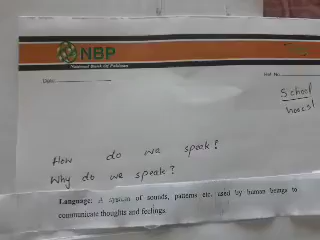 NBP
National Bank Of Pakistan
Date:
Ref. No.
School
How do we speak?
Why do we speak?
Language: A system of sounds, patterns etc. used by human beings to
communicate thoughts and feelings.